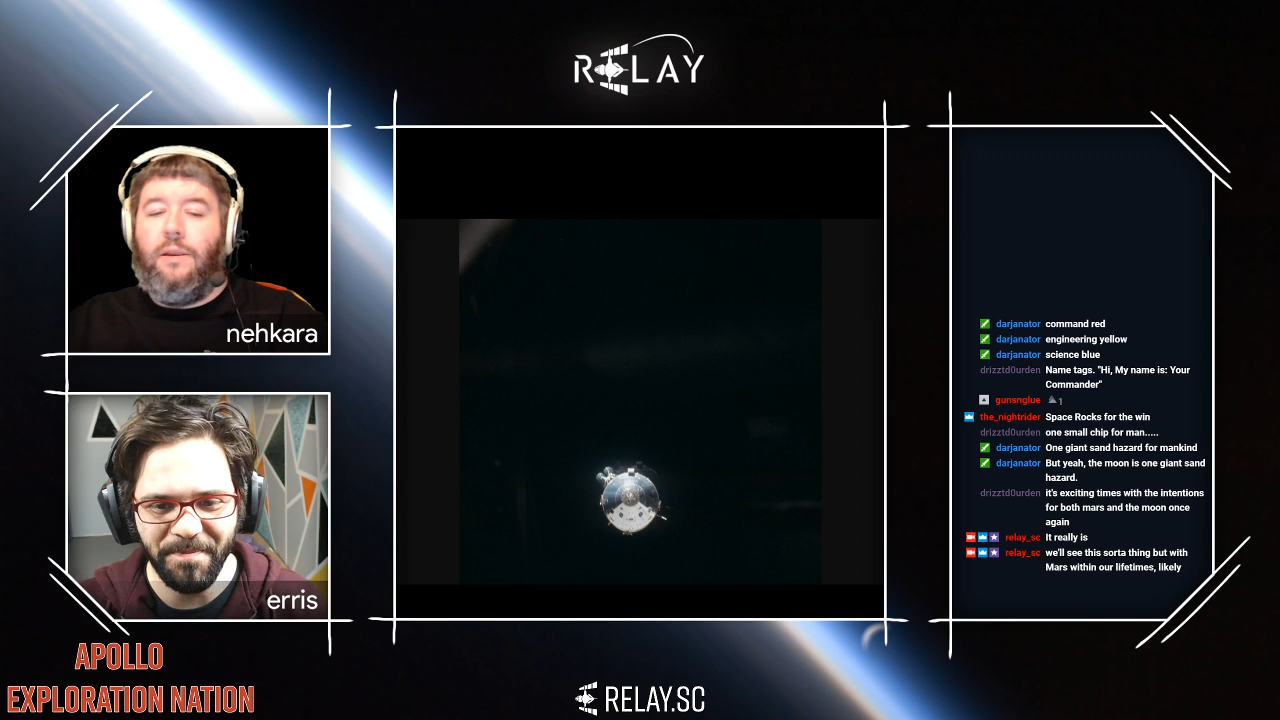 RELAY
nehkara
erris
darjanator command red
darjanator engineering yellow
darjanator science blue
drizztd0urden Name tags. "Hi, My name is: Your
Commander"
gunsnglue 1
the_nightrider Space Rocks for the win
drizztd0urden one small chip for man.....
darjanator One giant sand hazard for mankind
darjanator But yeah, the moon is one giant sand
hazard.
drizztd0urden it's exciting times with the intentions
for both mars and the moon once
again
relay_sc It really is
relay_sc we'll see this sorta thing but with
Mars within our lifetimes, likely
APOLLO
EXPLORATION NATION
RELAY.SC